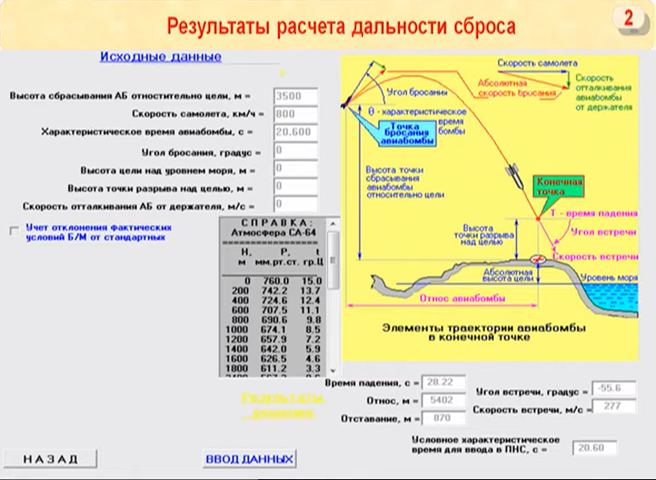 Результаты расчета дальности сброса
2
Исходные данные
Высота сбрасывания АБ относительно цели, м = 3500
Скорость самолета, км/ч = 800
Характеристическое время авиабомбы, с = 20.600
Угол бросания, градус = 0
Высота цели над уровнем моря, м = 0
Высота точки разрыва над целью, м = 0
Скорость отталкивания АБ от держателя, м/с = 0
Учет отклонения фактических
условий Б/М от стандартных
СПРАВКА:
Атмосфера СА-64
H, P, t
м мм.рт.ст. гр.Ц
0 760.0 15.0
200 742.2 13.7
400 724.6 12.4
600 707.5 11.1
800 690.6 9.8
1000 674.1 8.5
1200 657.9 7.2
1400 642.0 5.9
1600 626.5 4.6
1800 611.2 3.3
Скорость самолета
Абсолютная
скорость бросания
Скорость
отталкивания
авиабомбы
от держателя
Угол бросания
θ - характеристическое
время
бомбы
Точка
бросания
авиабомбы
Высота точки
сбрасывания
авиабомбы
относительно цели
Конечная
точка
T - время падения
Угол встречи
Скорость встречи
Высота
точки разрыва
над целью
Абсолютная
высота цели
Уровень моря
Относ авиабомбы
Элементы траектории авиабомбы
в конечной точке
Результаты
решения
Время падения, с = 28.22
Относ, м = 5402
Отставание, м = 870
Угол встречи, градус = -55.6
Скорость встречи, м/с = 277
Условное характеристическое
время для ввода в ПНС, с = 20.60
НАЗАД
ВВОД ДАННЫХ